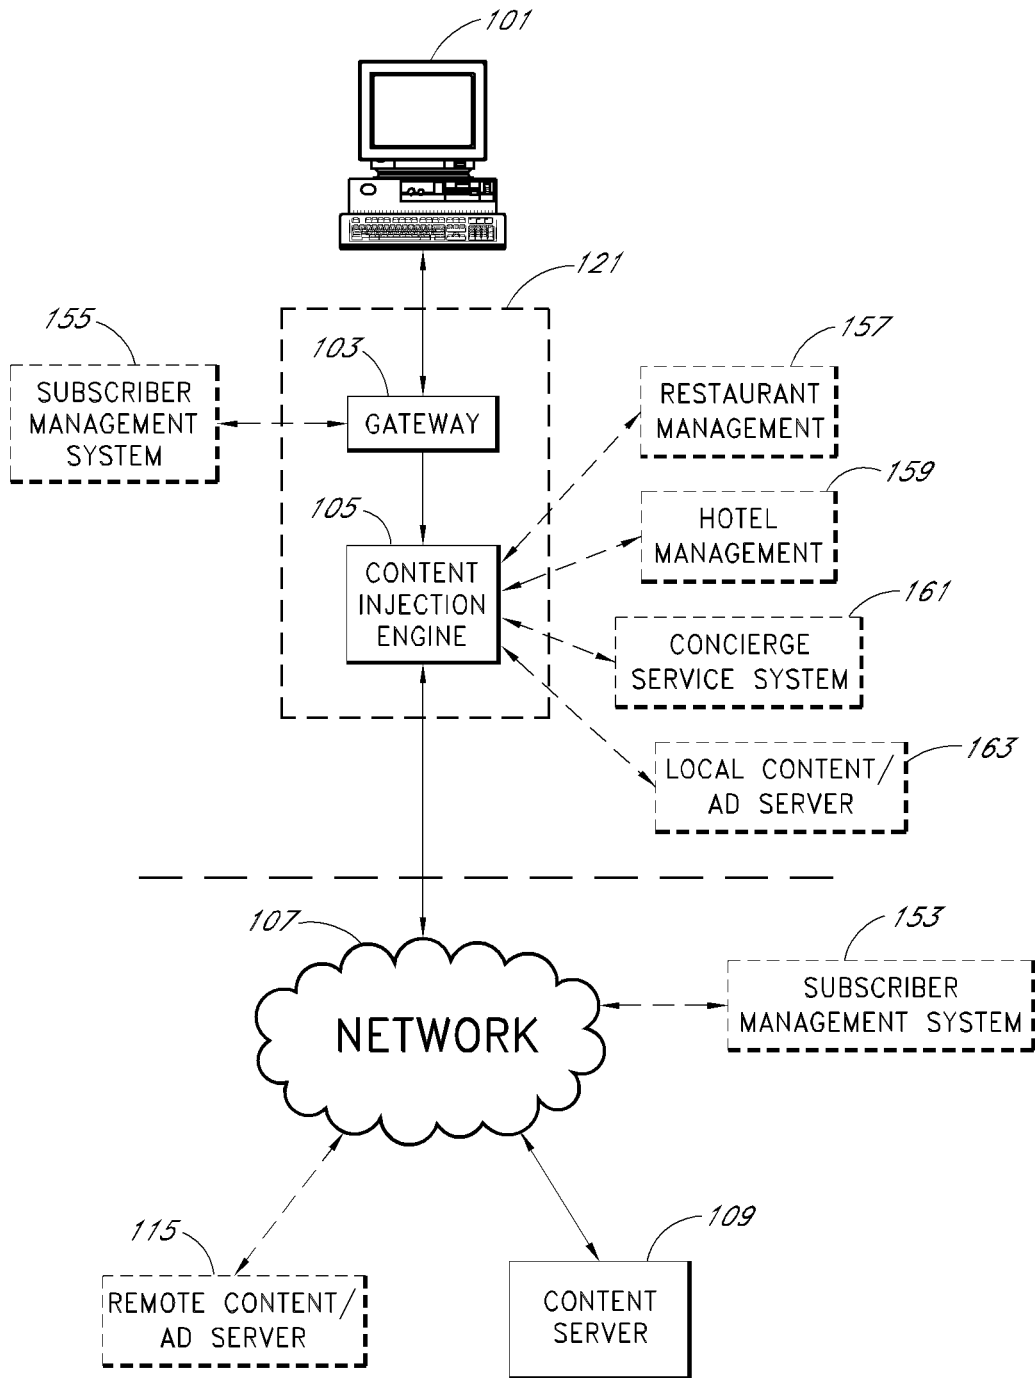 101
121
155
103
157
SUBSCRIBER
MANAGEMENT
SYSTEM
GATEWAY
RESTAURANT
MANAGEMENT
159
105
HOTEL
MANAGEMENT
CONTENT
INJECTION
ENGINE
161
CONCIERGE
SERVICE SYSTEM
163
LOCAL CONTENT/
AD SERVER
107
153
NETWORK
SUBSCRIBER
MANAGEMENT SYSTEM
115
109
REMOTE CONTENT/
AD SERVER
CONTENT
SERVER